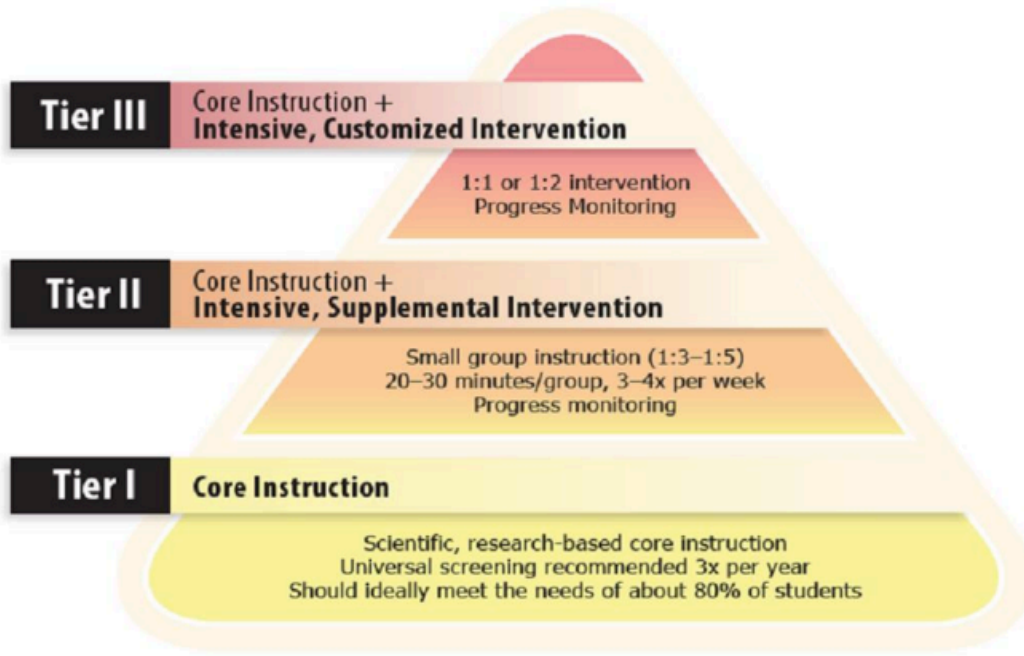 Tier III
Core Instruction +
Intensive, Customized Intervention
1:1 or 1:2 intervention
Progress Monitoring
Tier II
Core Instruction +
Intensive, Supplemental Intervention
Small group instruction (1:3–1:5)
20–30 minutes/group, 3–4x per week
Progress monitoring
Tier I
Core Instruction
Scientific, research-based core instruction
Universal screening recommended 3x per year
Should ideally meet the needs of about 80% of students